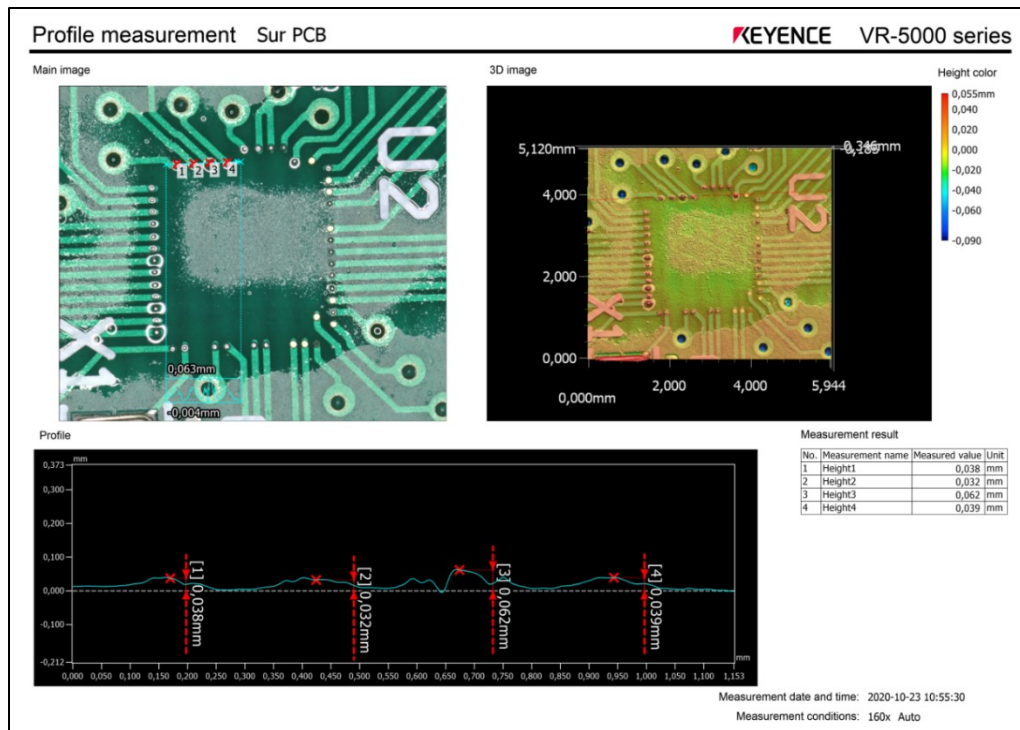 Profile measurement Sur PCB
KEYENCE VR-5000 series
Main image
U2
1 2 3 4
0,063mm
-0,004mm
3D image
5,120mm
4,000
2,000
0,000
0,000mm
2,000
4,000
5,944
U2
X1
Height color
0,055mm
0,040
0,020
0,000
-0,020
-0,040
-0,060
-0,090
Profile
mm
0,373
0,300
0,200
0,100
0,000
-0,100
-0,212
[1] 0,038mm
[2] 0,032mm
[3] 0,062mm
[4] 0,039mm
mm
0,000 0,050 0,100 0,150 0,200 0,250 0,300 0,350 0,400 0,450 0,500 0,550 0,600 0,650 0,700 0,750 0,800 0,850 0,900 0,950 1,000 1,050 1,100 1,153
Measurement result
No. Measurement name Measured value Unit
1 Height1 0,038 mm
2 Height2 0,032 mm
3 Height3 0,062 mm
4 Height4 0,039 mm
Measurement date and time: 2020-10-23 10:55:30
Measurement conditions: 160x Auto